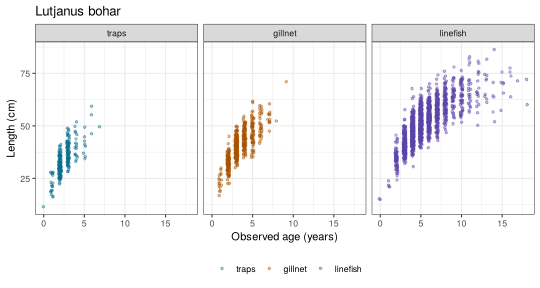 Lutjanus bohar
traps gillnet linefish
75
50
25
Length (cm)
0 5 10 15 0 5 10 15 0 5 10 15
Observed age (years)
traps gillnet linefish